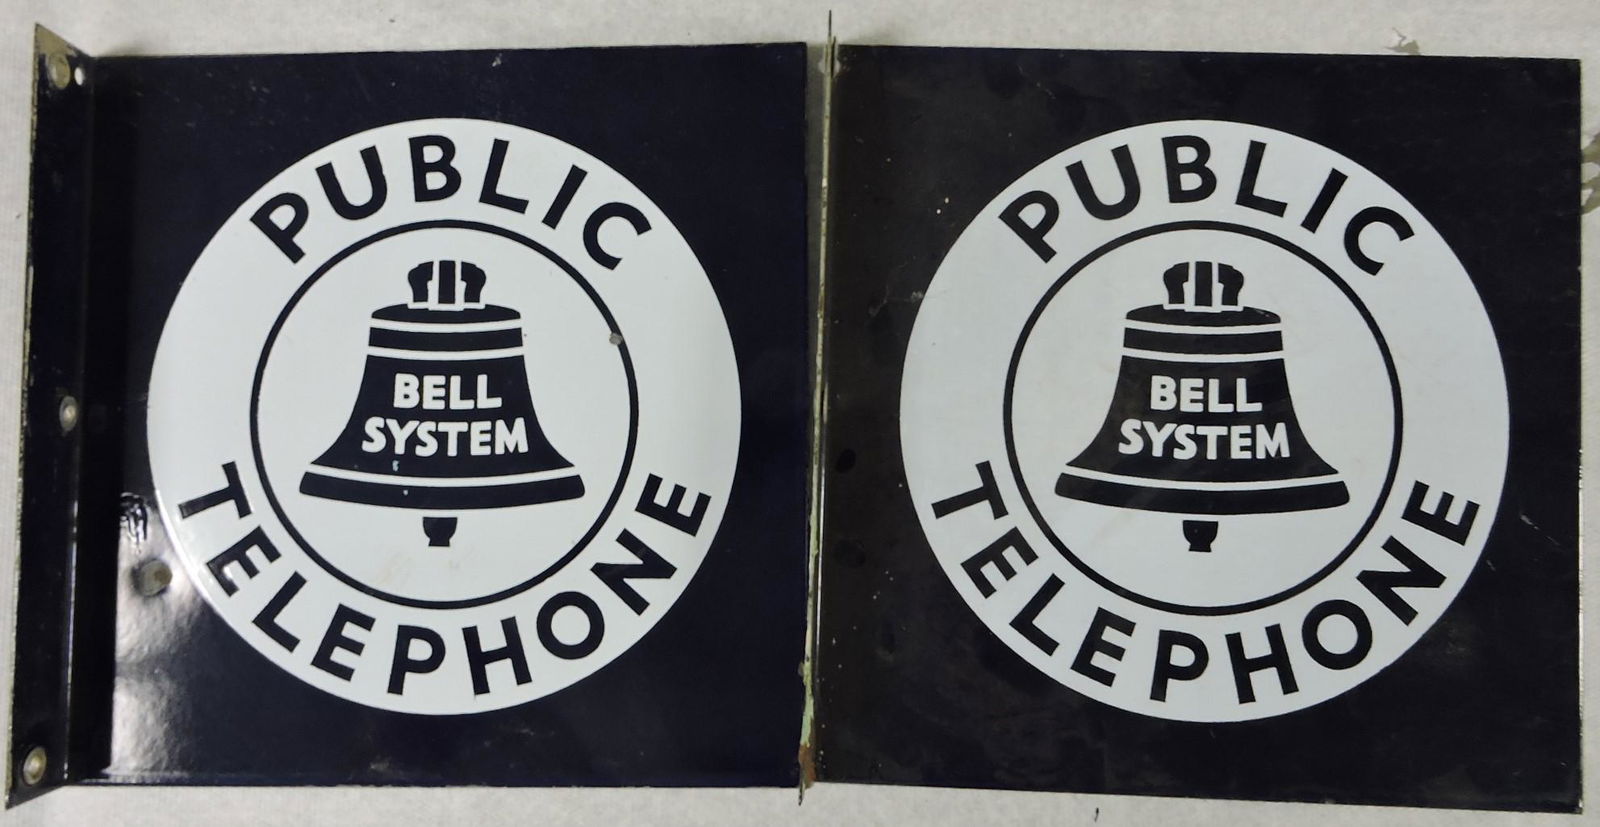 PUBLIC
BELL
SYSTEM
TELEPHONE
PUBLIC
BELL
SYSTEM
TELEPHONE